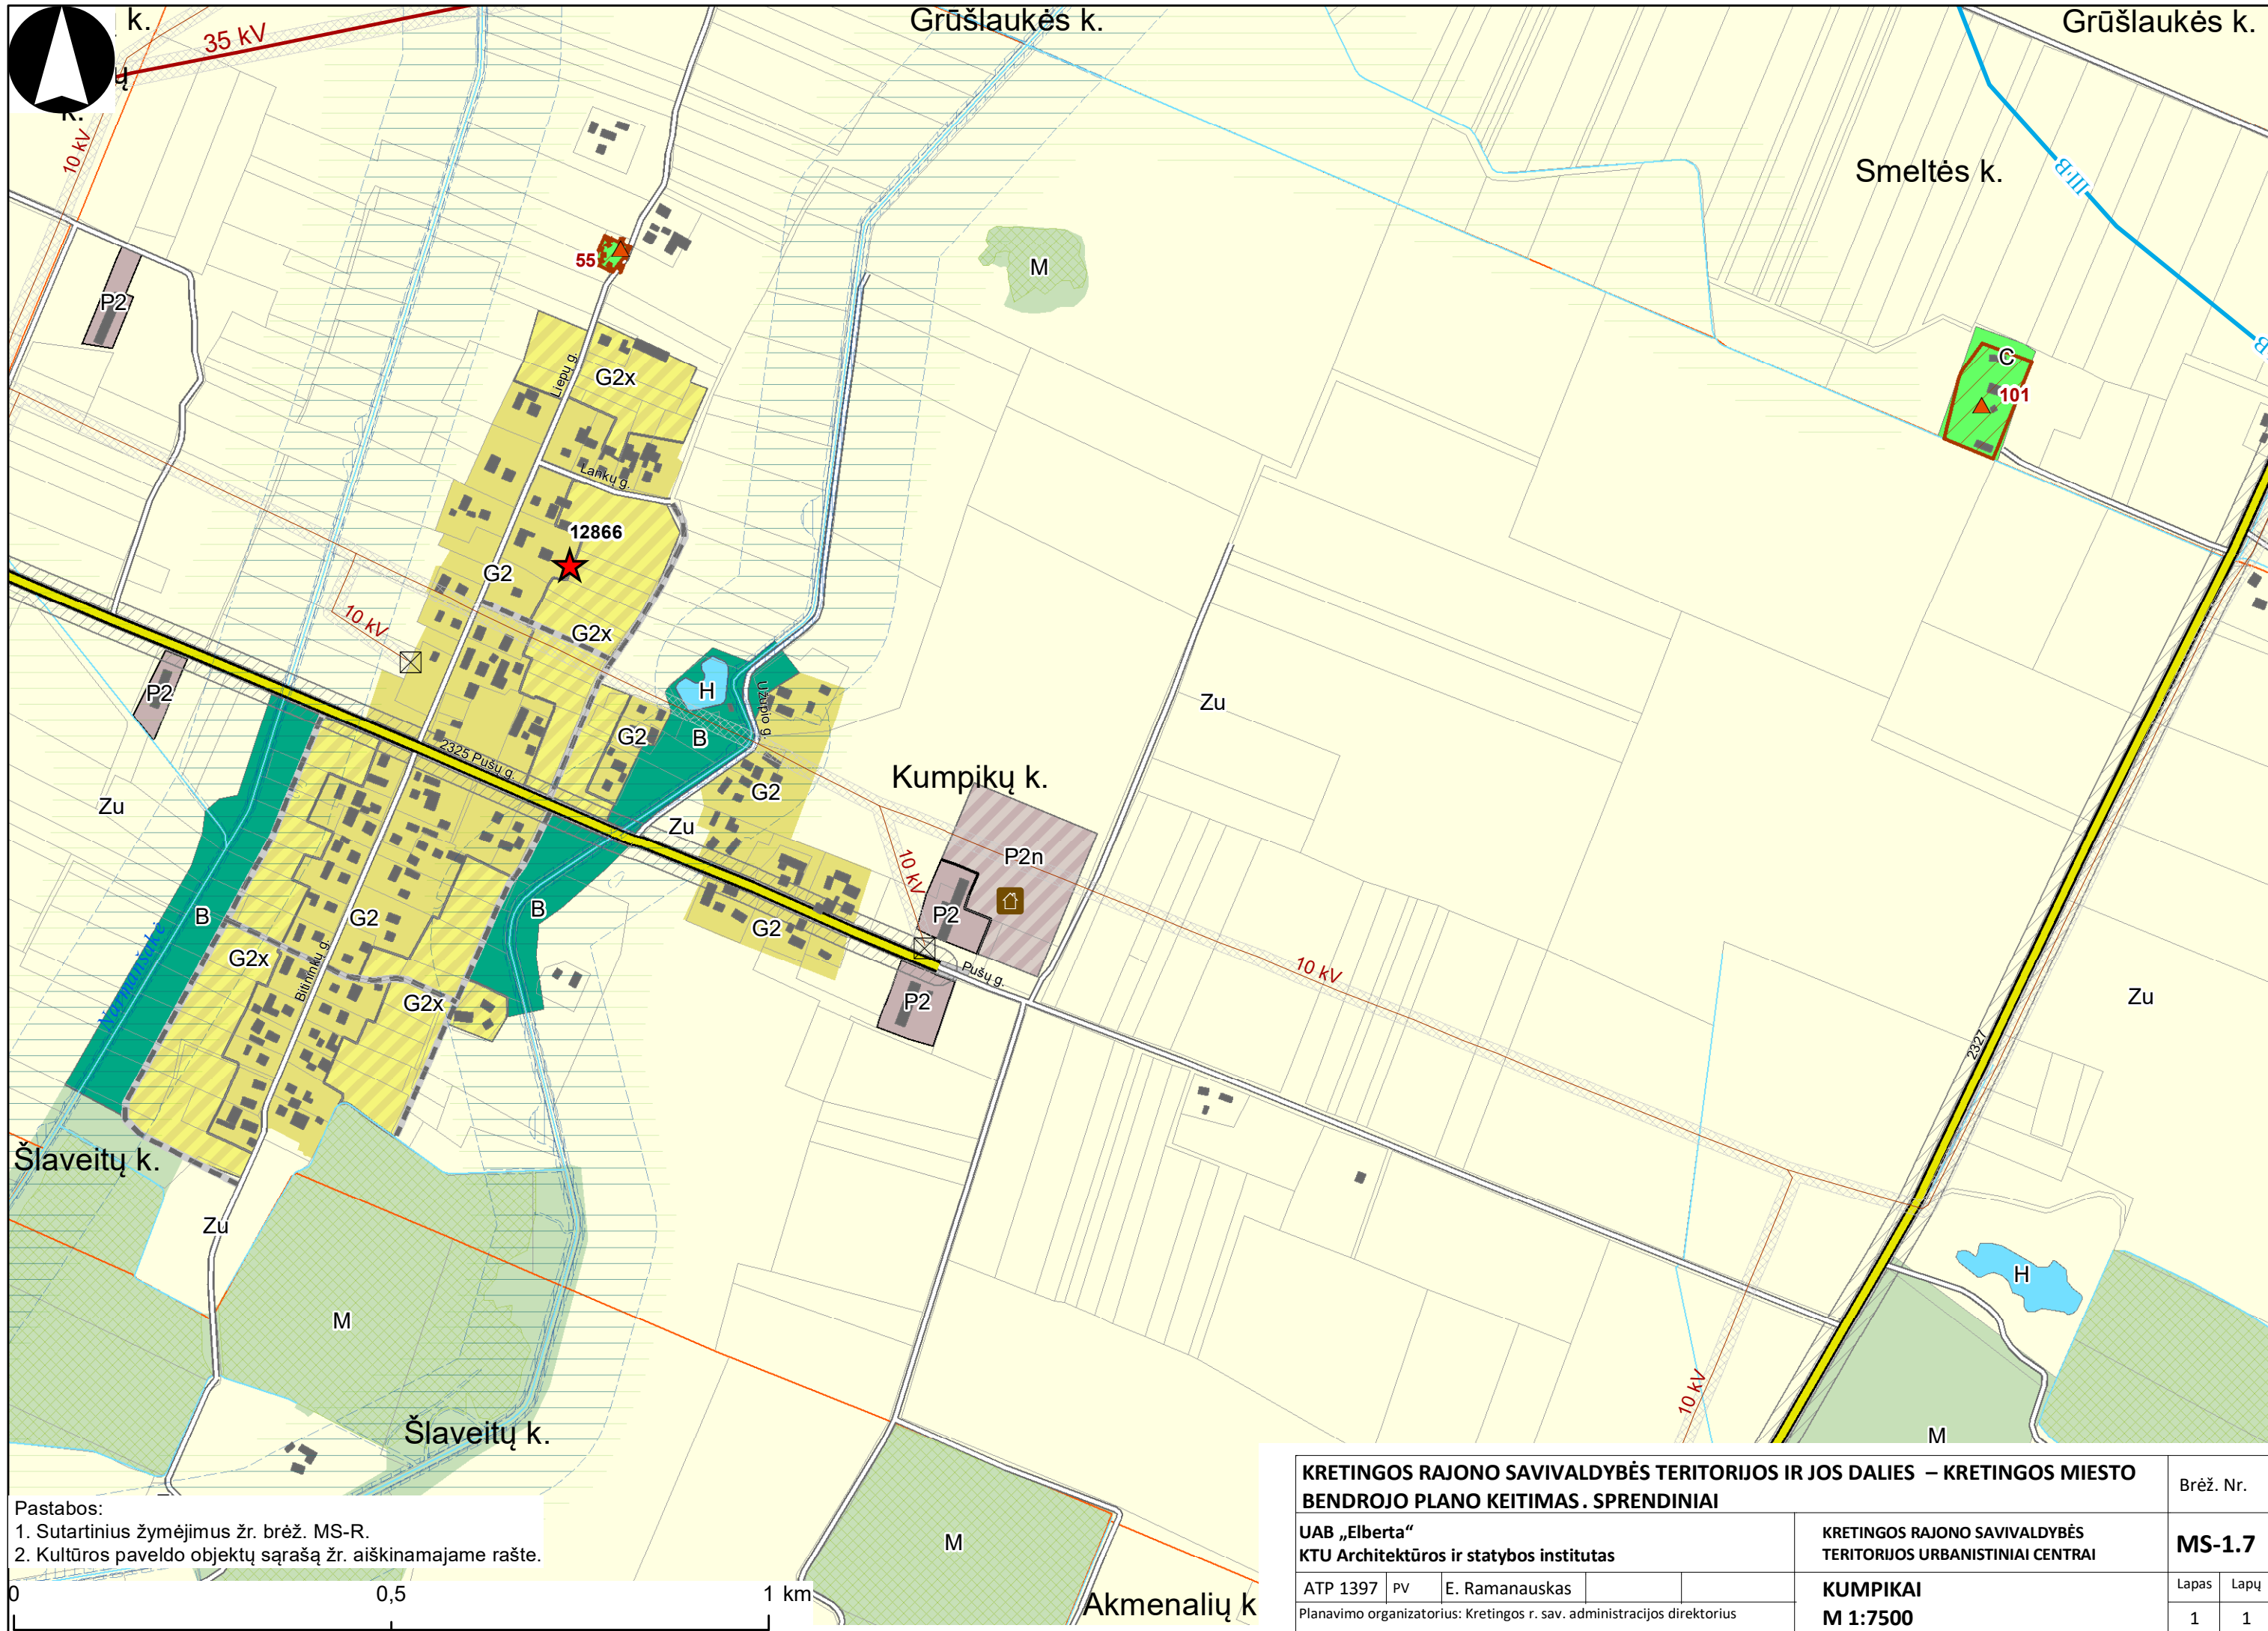 k.
35 kV
Grūšlaukės k.
Grūšlaukės k.
ų
k.
10 kV
Smeltės k.
III-B
55
M
P2
B
C
Liepų g.
G2x
101
Lankų g.
12866
G2
10 kV
G2x
P2
H
Užupio g.
Zu
G2
B
2325 Pušų g.
Kumpikų k.
G2
Zu
Zu
10 kV
P2n
B
G2
B
P2
G2
G2x
Bitininkų g.
Pušų g.
10 kV
Narmantakė
G2x
P2
Zu
2327
Šlaveitų k.
Zu
H
M
10 kV
Šlaveitų k.
M
M
Pastabos:
1. Sutartinius žymėjimus žr. brėž. MS-R.
2. Kultūros paveldo objektų sąrašą žr. aiškinamajame rašte.
0 0,5 1 km
Akmenalių k
KRETINGOS RAJONO SAVIVALDYBĖS TERITORIJOS IR JOS DALIES – KRETINGOS MIESTO
BENDROJO PLANO KEITIMAS. SPRENDINIAI
Brėž. Nr.
UAB „Elberta“
KTU Architektūros ir statybos institutas
KRETINGOS RAJONO SAVIVALDYBĖS
TERITORIJOS URBANISTINIAI CENTRAI
MS-1.7
ATP 1397 PV E. Ramanauskas
Planavimo organizatorius: Kretingos r. sav. administracijos direktorius
KUMPIKAI
M 1:7500
Lapas Lapų
1 1